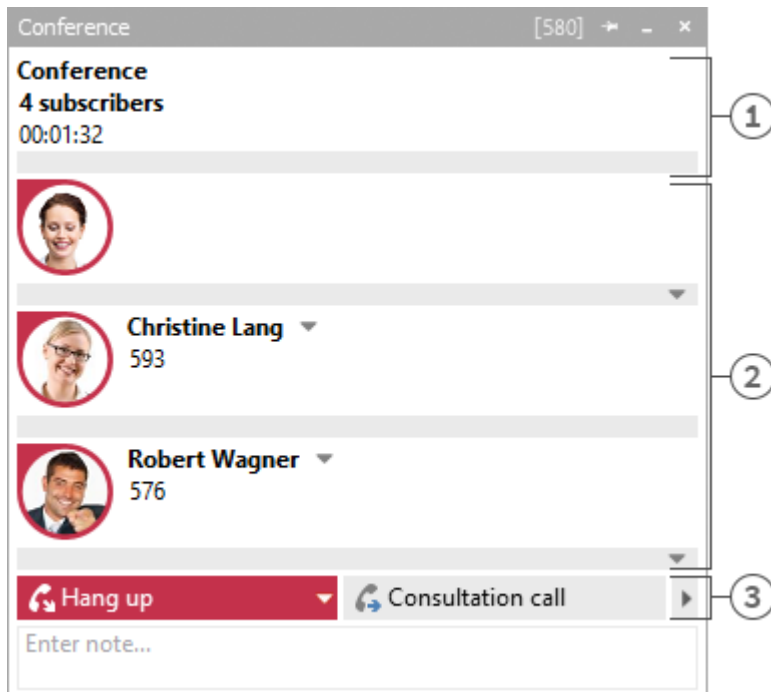 Conference [580]
Conference
4 subscribers
00:01:32
1
Christine Lang
593
2
Robert Wagner
576
Hang up Consultation call
3
Enter note...